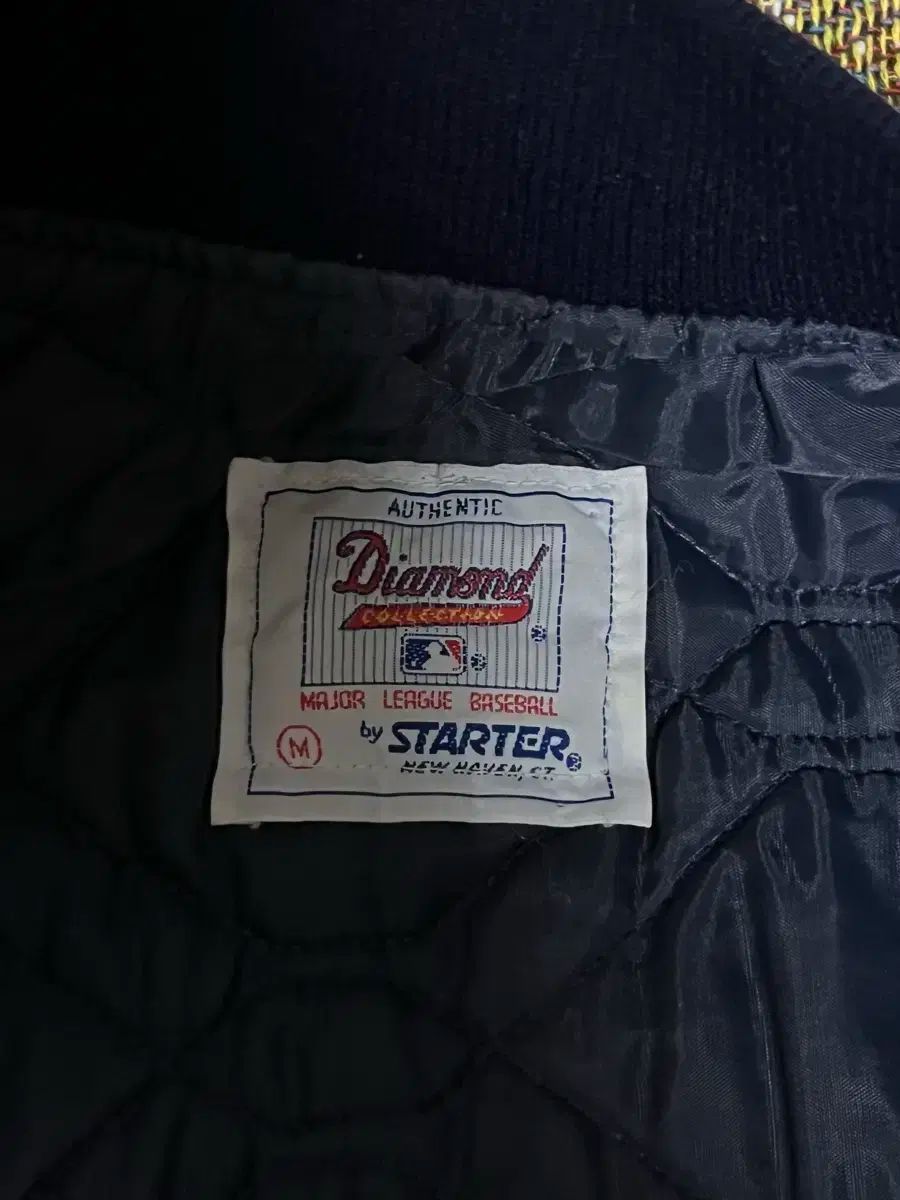 AUTHENTIC
Diamond
COLLECTION
MAJOR LEAGUE BASEBALL
M
by STARTER
NEW HAVEN, CT.